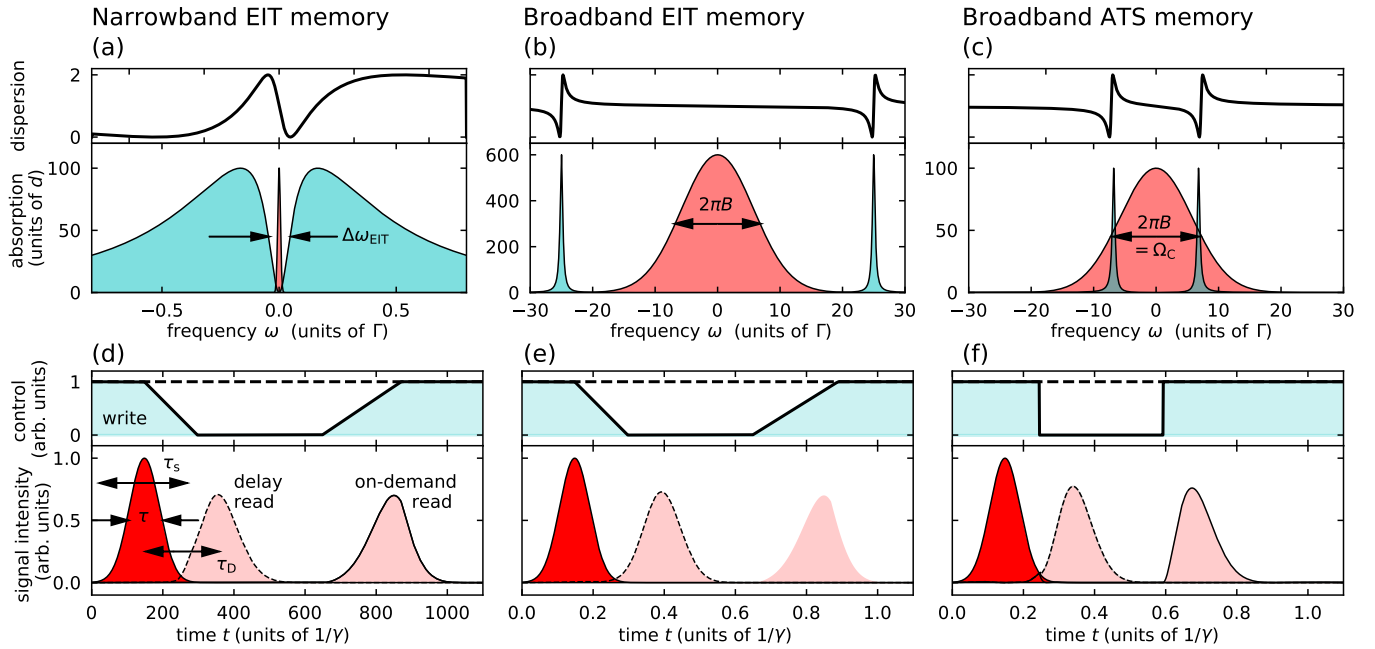 Narrowband EIT memory
Broadband EIT memory
Broadband ATS memory
(a)
(b)
(c)
dispersion
2
0
absorption
(units of d)
100
50
0
Δω_EIT
−0.5
0.0
0.5
frequency ω (units of Γ)
600
400
200
0
2πB
−30
−20
−10
0
10
20
30
frequency ω (units of Γ)
100
50
0
2πB
= Ω_C
−30
−20
−10
0
10
20
30
frequency ω (units of Γ)
(d)
(e)
(f)
control
(arb. units)
1
0
write
signal intensity
(arb. units)
1.0
0.5
0.0
τ_s
τ
τ_D
delay
read
on-demand
read
0
200
400
600
800
1000
time t (units of 1/γ)
0.0
0.2
0.4
0.6
0.8
1.0
time t (units of 1/γ)
0.0
0.2
0.4
0.6
0.8
1.0
time t (units of 1/γ)